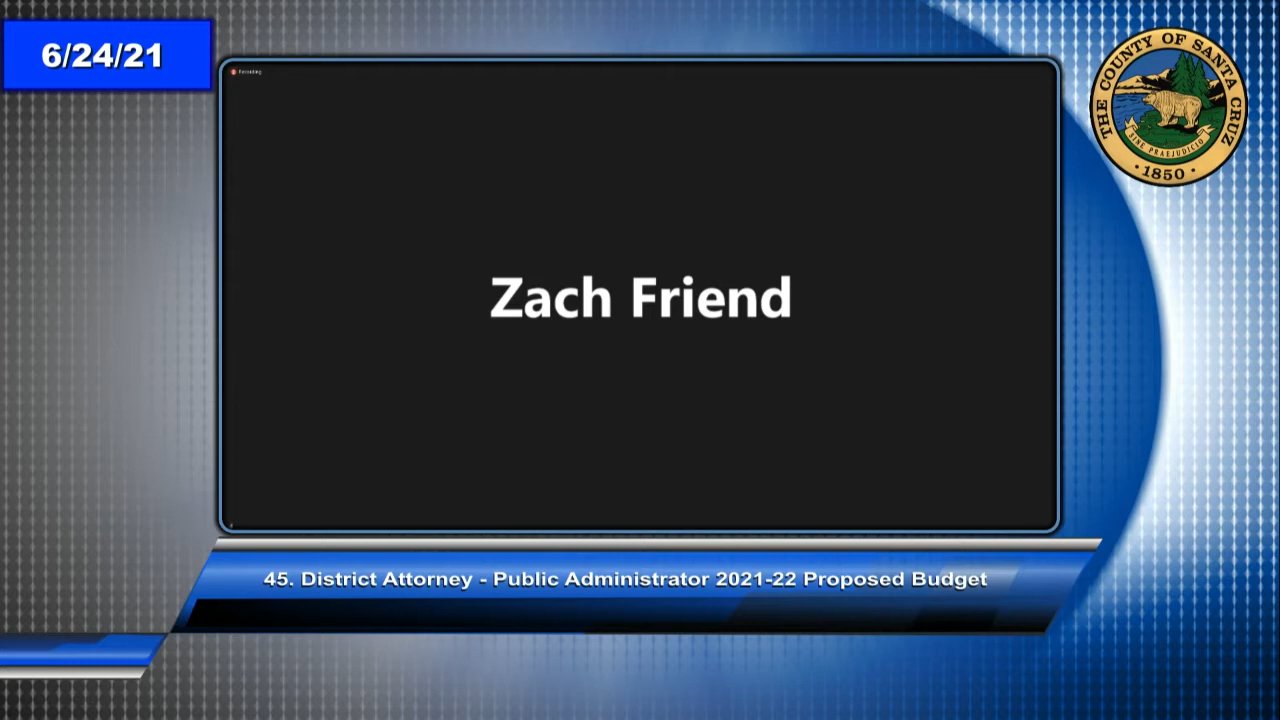 6/24/21
Recording
THE COUNTY OF SANTA CRUZ
SINE PRAEJUDICIO
· 1850 ·
Zach Friend
45. District Attorney - Public Administrator 2021-22 Proposed Budget